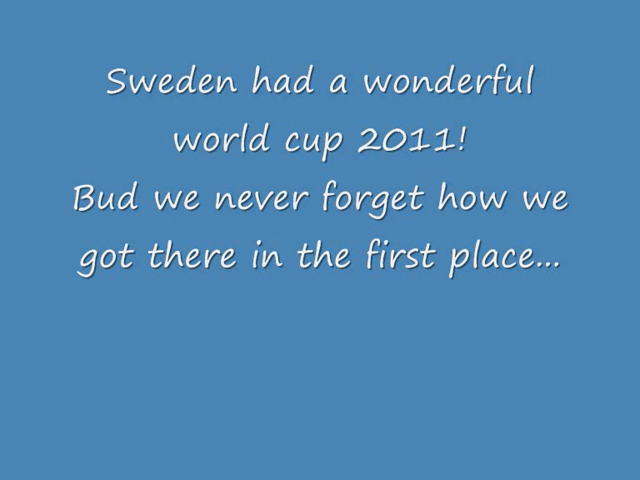 Sweden had a wonderful
world cup 2011!
Bud we never forget how we
got there in the first place...